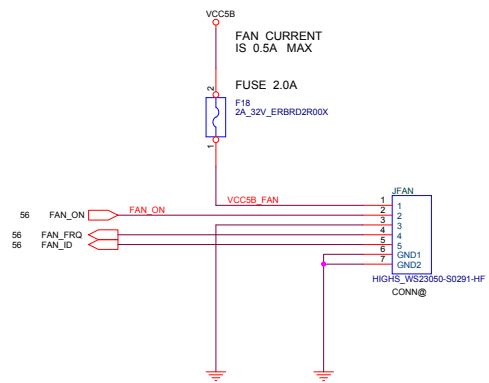 VCC5B
FAN CURRENT
IS 0.5A MAX
FUSE 2.0A
2
F18
2A_32V_ERBRD2R00X
1
JFAN
VCC5B_FAN
1 1
56 FAN_ON FAN_ON 2 2
3 3
56 FAN_FRQ 4 4
56 FAN_ID 5 5
6 GND1
7 GND2
HIGHS_WS23050-S0291-HF
CONN@